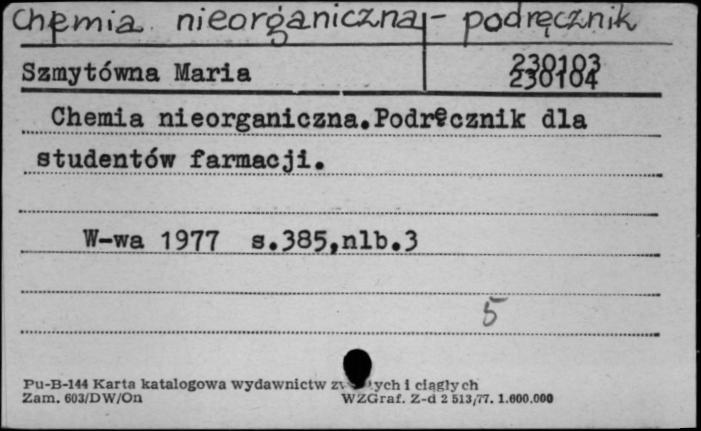 Chemia nieorganiczna - podręcznik
Szmytówna Maria
230103
230104
Chemia nieorganiczna. Podręcznik dla
studentów farmacji.
W-wa 1977 s.385,nlb.3
5
Pu-B-144 Karta katalogowa wydawnictw i ciągłych
Zam. 603/DW/On WZGraf. Z-d 2 513/77. 1.600.000